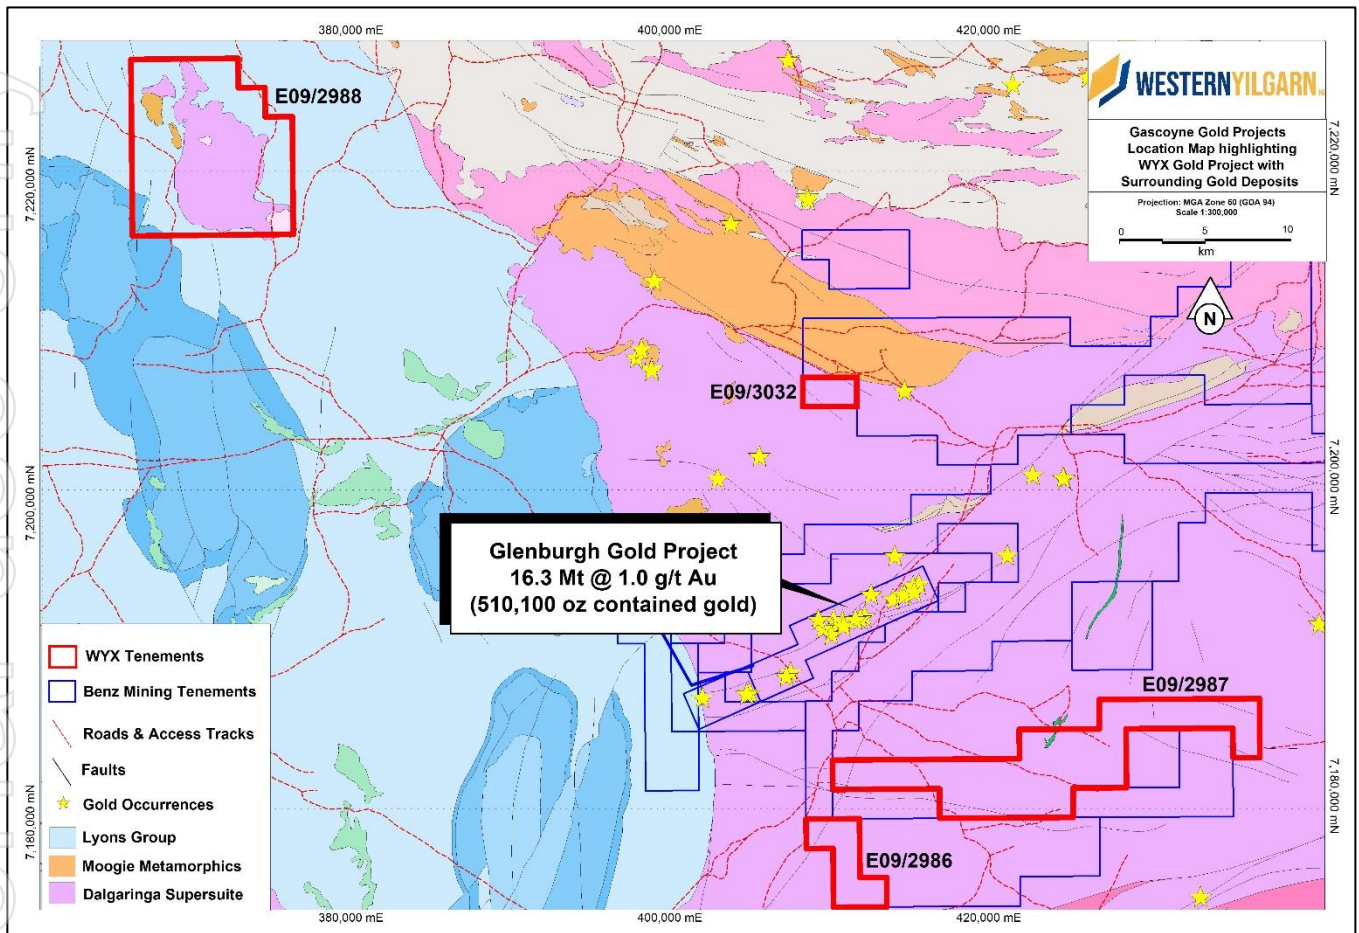 380,000 mE
400,000 mE
420,000 mE
E09/2988
WESTERNYILGARN
Gascoyne Gold Projects
Location Map highlighting
WYX Gold Project with
Surrounding Gold Deposits
Projection: MGA Zone 60 (GDA 94)
Scale 1:300,000
0 5 10
km
N
7,220,000 mN
7,220,000 mN
E09/3032
7,200,000 mN
7,200,000 mN
Glenburgh Gold Project
16.3 Mt @ 1.0 g/t Au
(510,100 oz contained gold)
WYX Tenements
Benz Mining Tenements
Roads & Access Tracks
Faults
Gold Occurrences
Lyons Group
Moogie Metamorphics
Dalgaringa Supersuite
E09/2987
E09/2986
7,180,000 mN
7,180,000 mN
380,000 mE
400,000 mE
420,000 mE